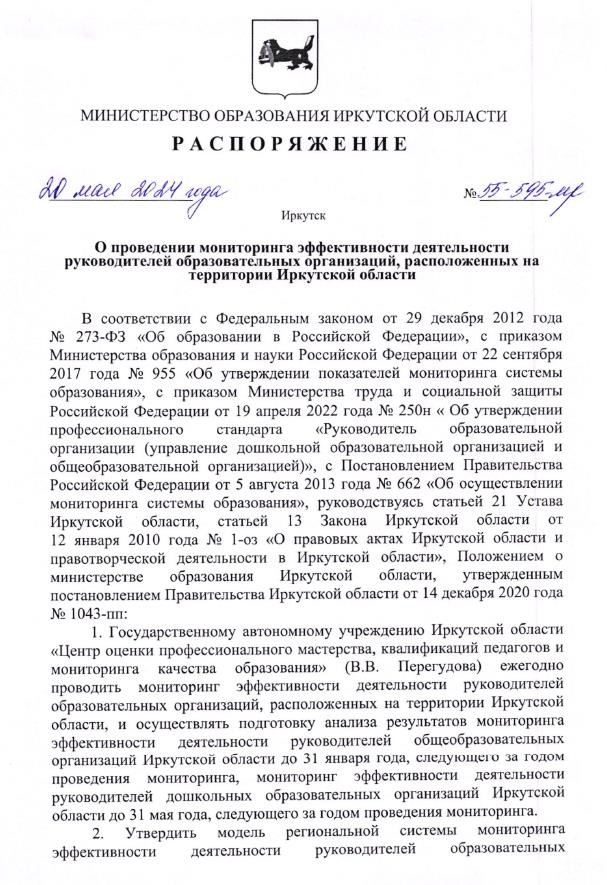 МИНИСТЕРСТВО ОБРАЗОВАНИЯ ИРКУТСКОЙ ОБЛАСТИ
РАСПОРЯЖЕНИЕ
20 мая 2024 года № 55-595-мр
Иркутск
О проведении мониторинга эффективности деятельности
руководителей образовательных организаций, расположенных на
территории Иркутской области
В соответствии с Федеральным законом от 29 декабря 2012 года
№ 273-ФЗ «Об образовании в Российской Федерации», с приказом
Министерства образования и науки Российской Федерации от 22 сентября
2017 года № 955 «Об утверждении показателей мониторинга системы
образования», с приказом Министерства труда и социальной защиты
Российской Федерации от 19 апреля 2022 года № 250н « Об утверждении
профессионального стандарта «Руководитель образовательной
организации (управление дошкольной образовательной организацией и
общеобразовательной организацией)», с Постановлением Правительства
Российской Федерации от 5 августа 2013 года № 662 «Об осуществлении
мониторинга системы образования», руководствуясь статьей 21 Устава
Иркутской области, статьей 13 Закона Иркутской области от
12 января 2010 года № 1-оз «О правовых актах Иркутской области и
правотворческой деятельности в Иркутской области», Положением о
министерстве образования Иркутской области, утвержденным
постановлением Правительства Иркутской области от 14 декабря 2020 года
№ 1043-пп:
1. Государственному автономному учреждению Иркутской области
«Центр оценки профессионального мастерства, квалификаций педагогов и
мониторинга качества образования» (В.В. Перегудова) ежегодно
проводить мониторинг эффективности деятельности руководителей
образовательных организаций, расположенных на территории Иркутской
области, и осуществлять подготовку анализа результатов мониторинга
эффективности деятельности руководителей общеобразовательных
организаций Иркутской области до 31 января года, следующего за годом
проведения мониторинга, мониторинг эффективности деятельности
руководителей дошкольных образовательных организаций Иркутской
области до 31 мая года, следующего за годом проведения мониторинга.
2. Утвердить модель региональной системы мониторинга
эффективности деятельности руководителей образовательных